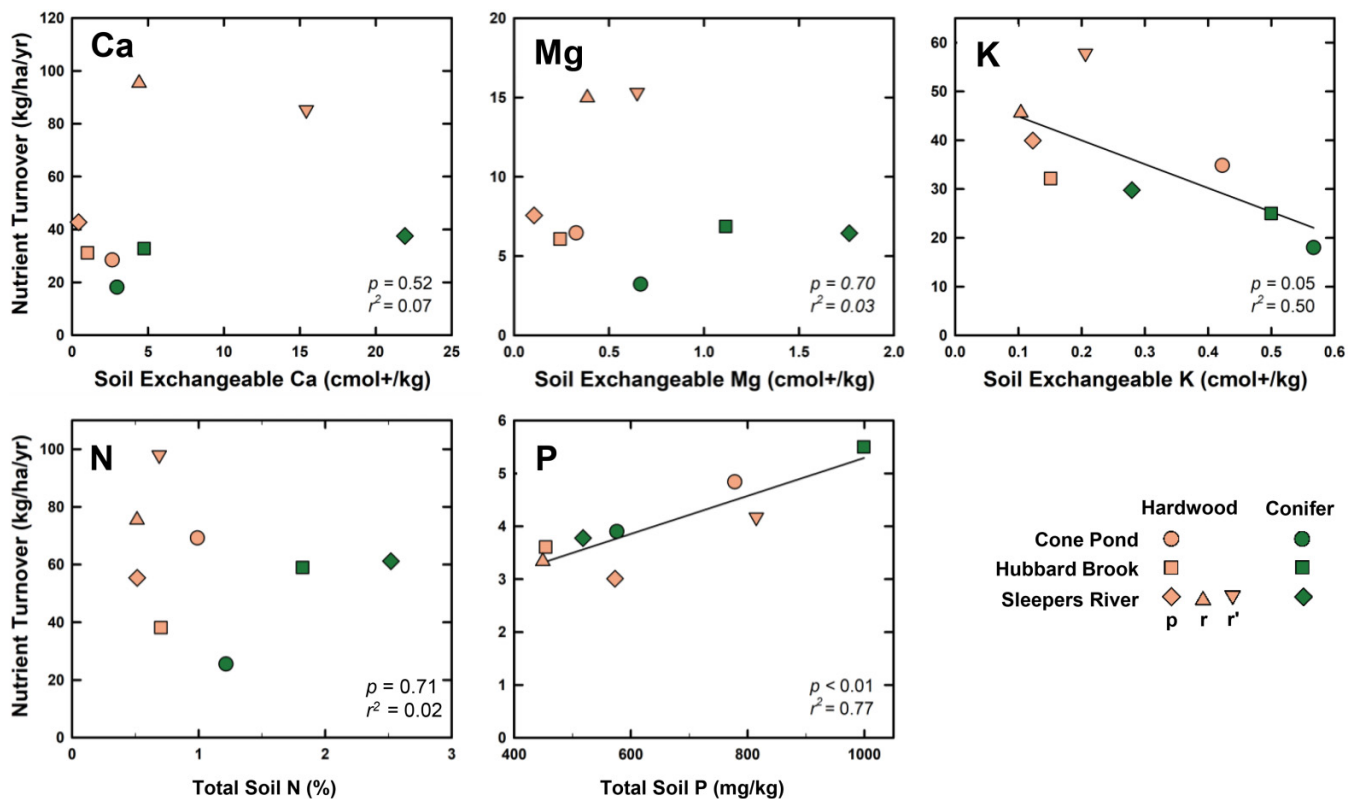 Ca
Nutrient Turnover (kg/ha/yr)
120
100
80
60
40
20
0
0 5 10 15 20 25
p = 0.52
r² = 0.07
Soil Exchangeable Ca (cmol+/kg)
Mg
20
15
10
5
0
0.0 0.5 1.0 1.5 2.0
p = 0.70
r² = 0.03
Soil Exchangeable Mg (cmol+/kg)
K
60
50
40
30
20
10
0
0.0 0.1 0.2 0.3 0.4 0.5 0.6
p = 0.05
r² = 0.50
Soil Exchangeable K (cmol+/kg)
N
Nutrient Turnover (kg/ha/yr)
100
80
60
40
20
0
0 1 2 3
p = 0.71
r² = 0.02
Total Soil N (%)
P
6
5
4
3
2
1
0
400 600 800 1000
p < 0.01
r² = 0.77
Total Soil P (mg/kg)
Hardwood Conifer
Cone Pond
Hubbard Brook
Sleepers River
p r r'